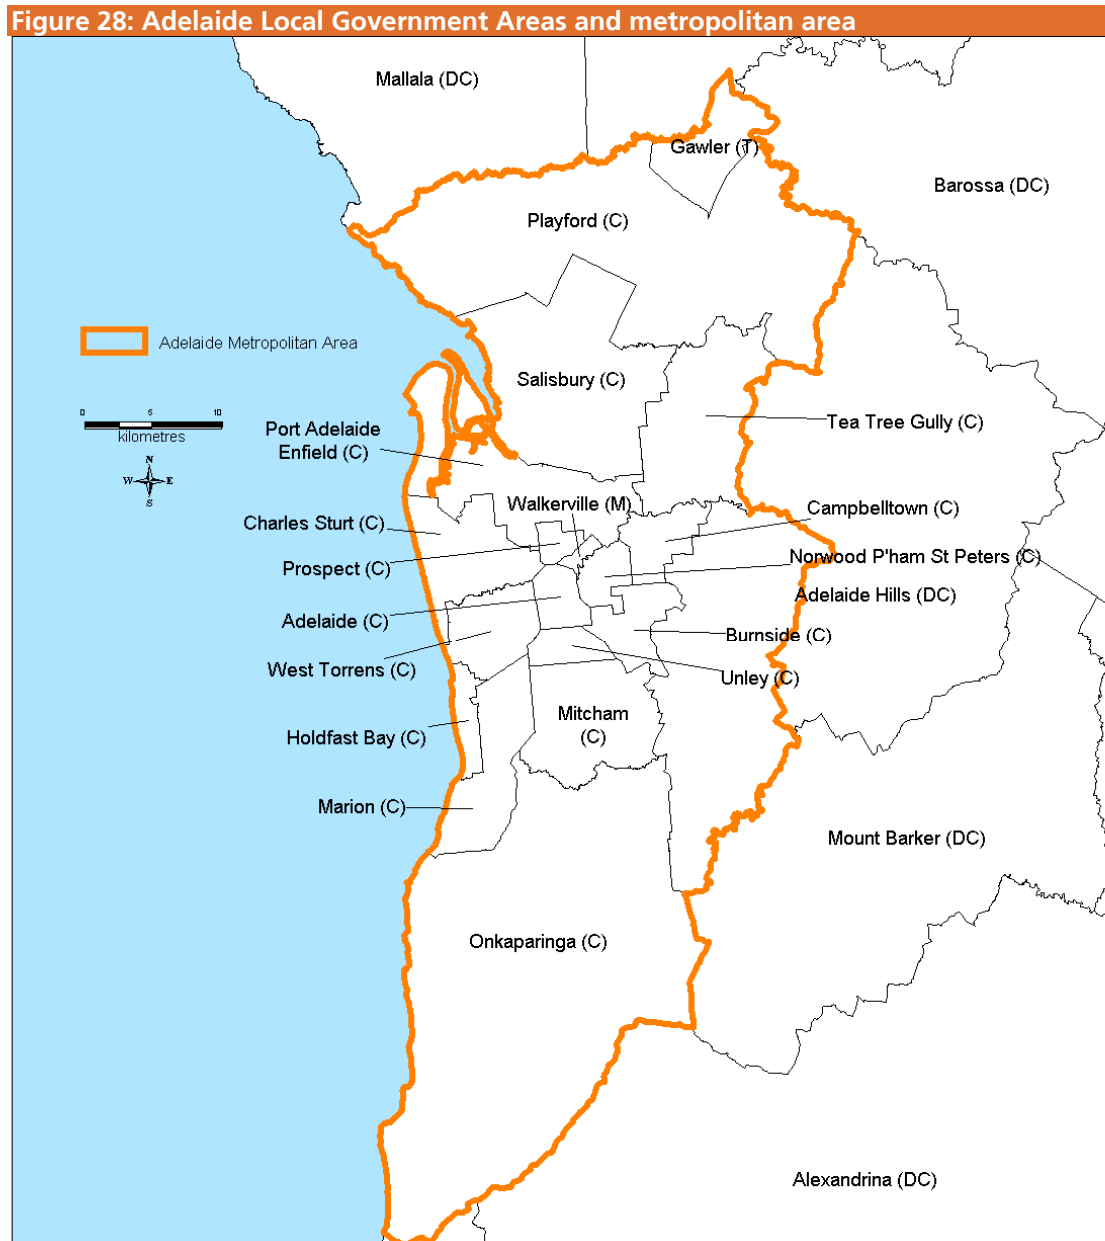 Figure 28: Adelaide Local Government Areas and metropolitan area
Mallala (DC)
Gawler (T)
Barossa (DC)
Playford (C)
Adelaide Metropolitan Area
Salisbury (C)
0 5 10
kilometres
Tea Tree Gully (C)
Port Adelaide
Enfield (C)
N
W E
S
Walkerville (M)
Campbelltown (C)
Charles Sturt (C)
Norwood P'ham St Peters (C)
Prospect (C)
Adelaide Hills (DC)
Adelaide (C)
Burnside (C)
West Torrens (C)
Unley (C)
Mitcham
(C)
Holdfast Bay (C)
Marion (C)
Mount Barker (DC)
Onkaparinga (C)
Alexandrina (DC)